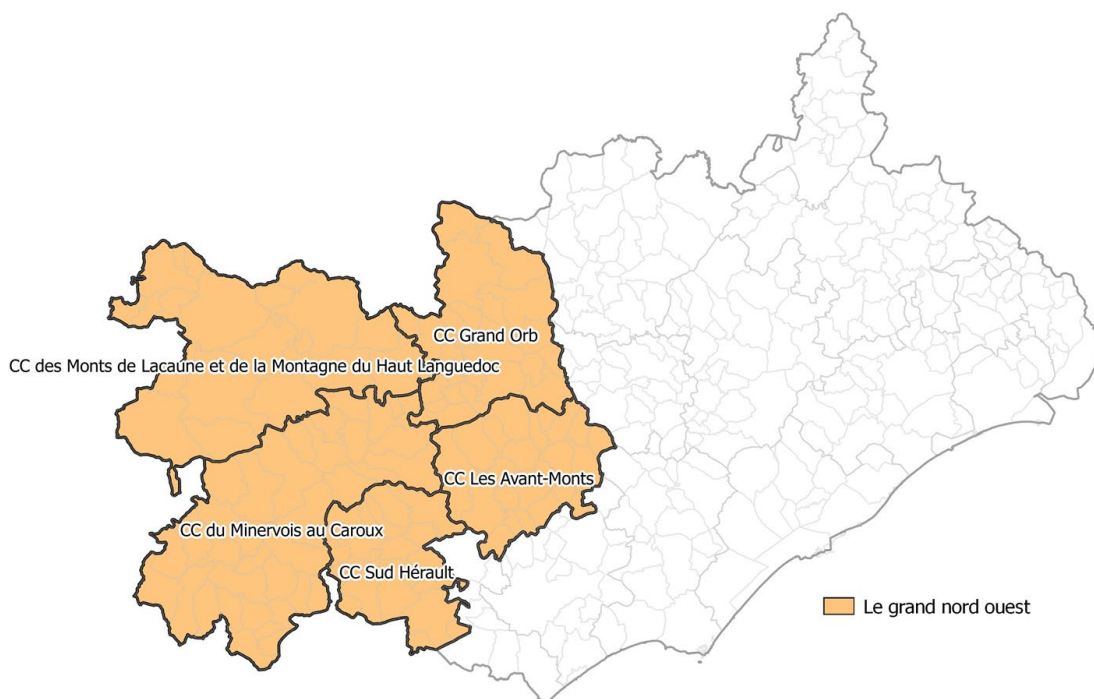 CC Grand Orb
CC des Monts de Lacaune et de la Montagne du Haut Languedoc
CC Les Avant-Monts
CC du Minervois au Caroux
CC Sud Hérault
Le grand nord ouest